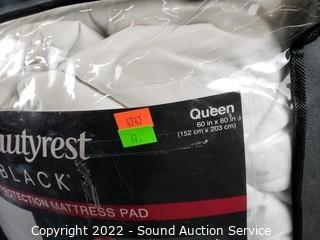 Queen
60 in x 80 in
(152 cm x 203 cm)
autyrest
BLACK
PROTECTION MATTRESS PAD
Copyright 2022 - Sound Auction Service